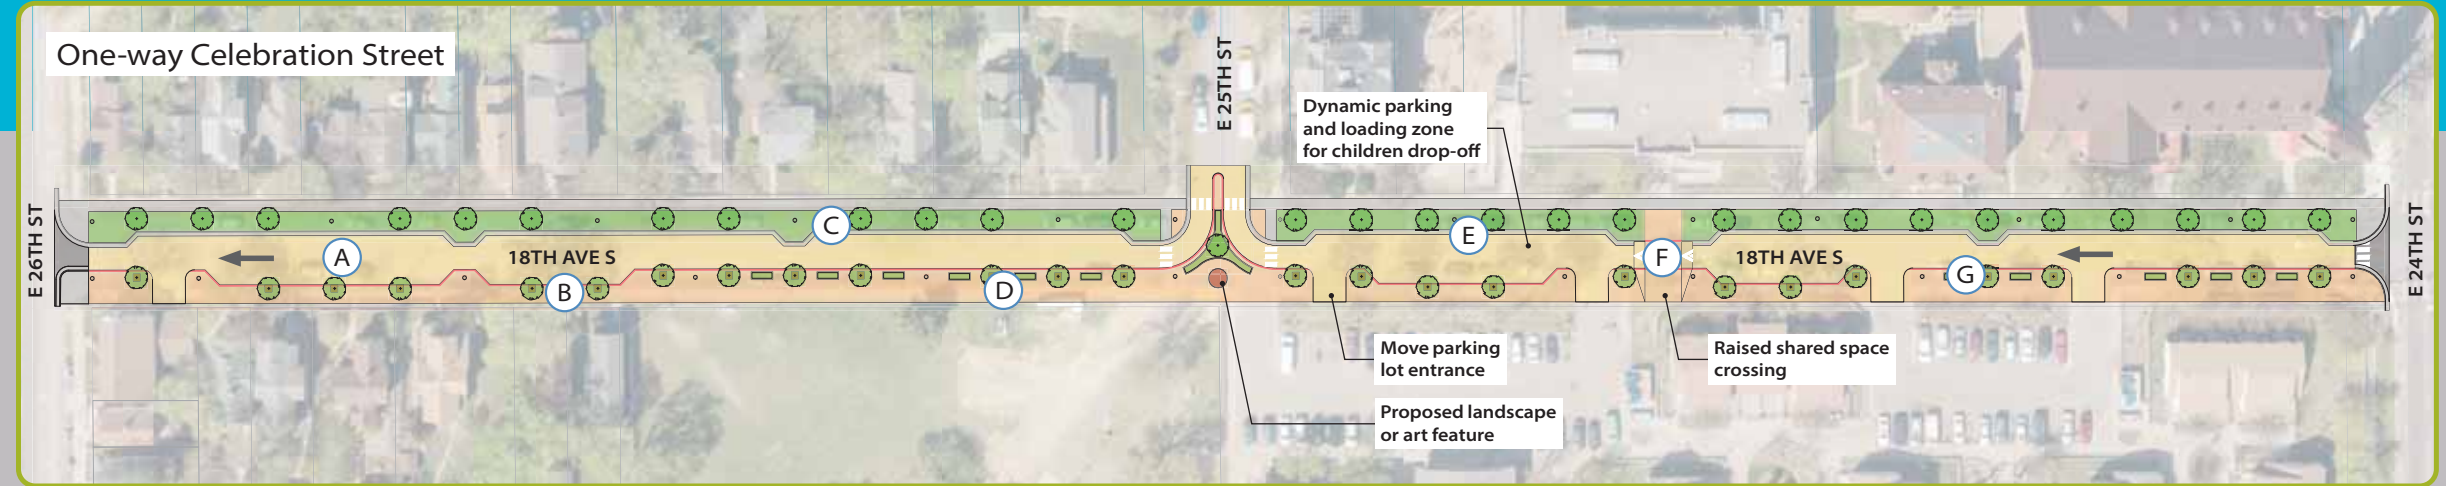 One-way Celebration Street
E 25TH ST
Dynamic parking
and loading zone
for children drop-off
E 26TH ST
A
18TH AVE S
B
C
D
E
F
18TH AVE S
G
E 24TH ST
Move parking
lot entrance
Raised shared space
crossing
Proposed landscape
or art feature